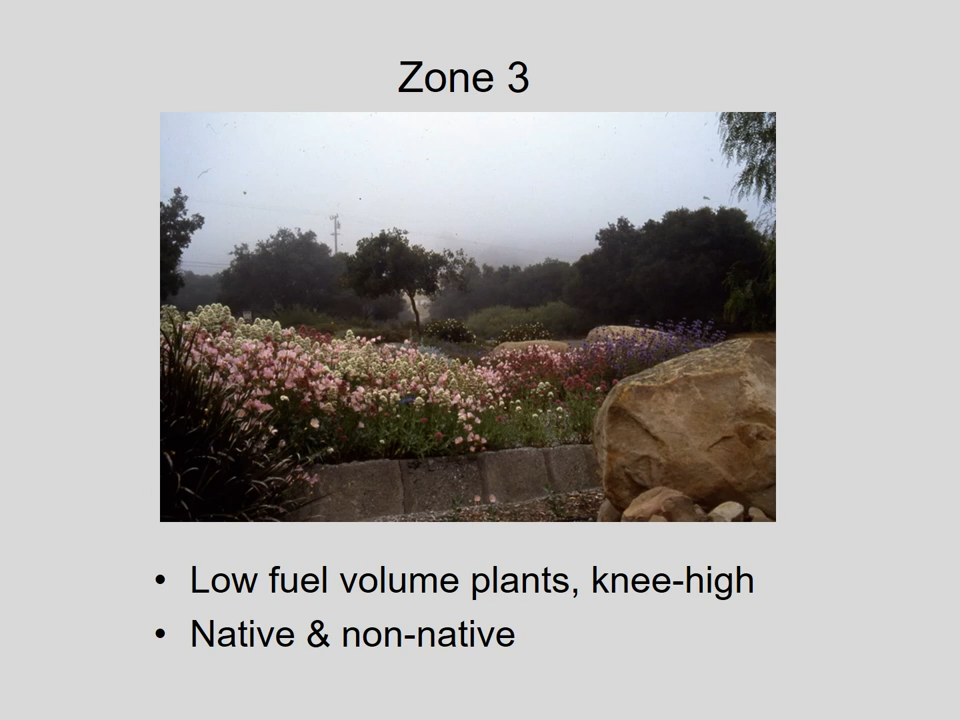 Zone 3
• Low fuel volume plants, knee-high
• Native & non-native